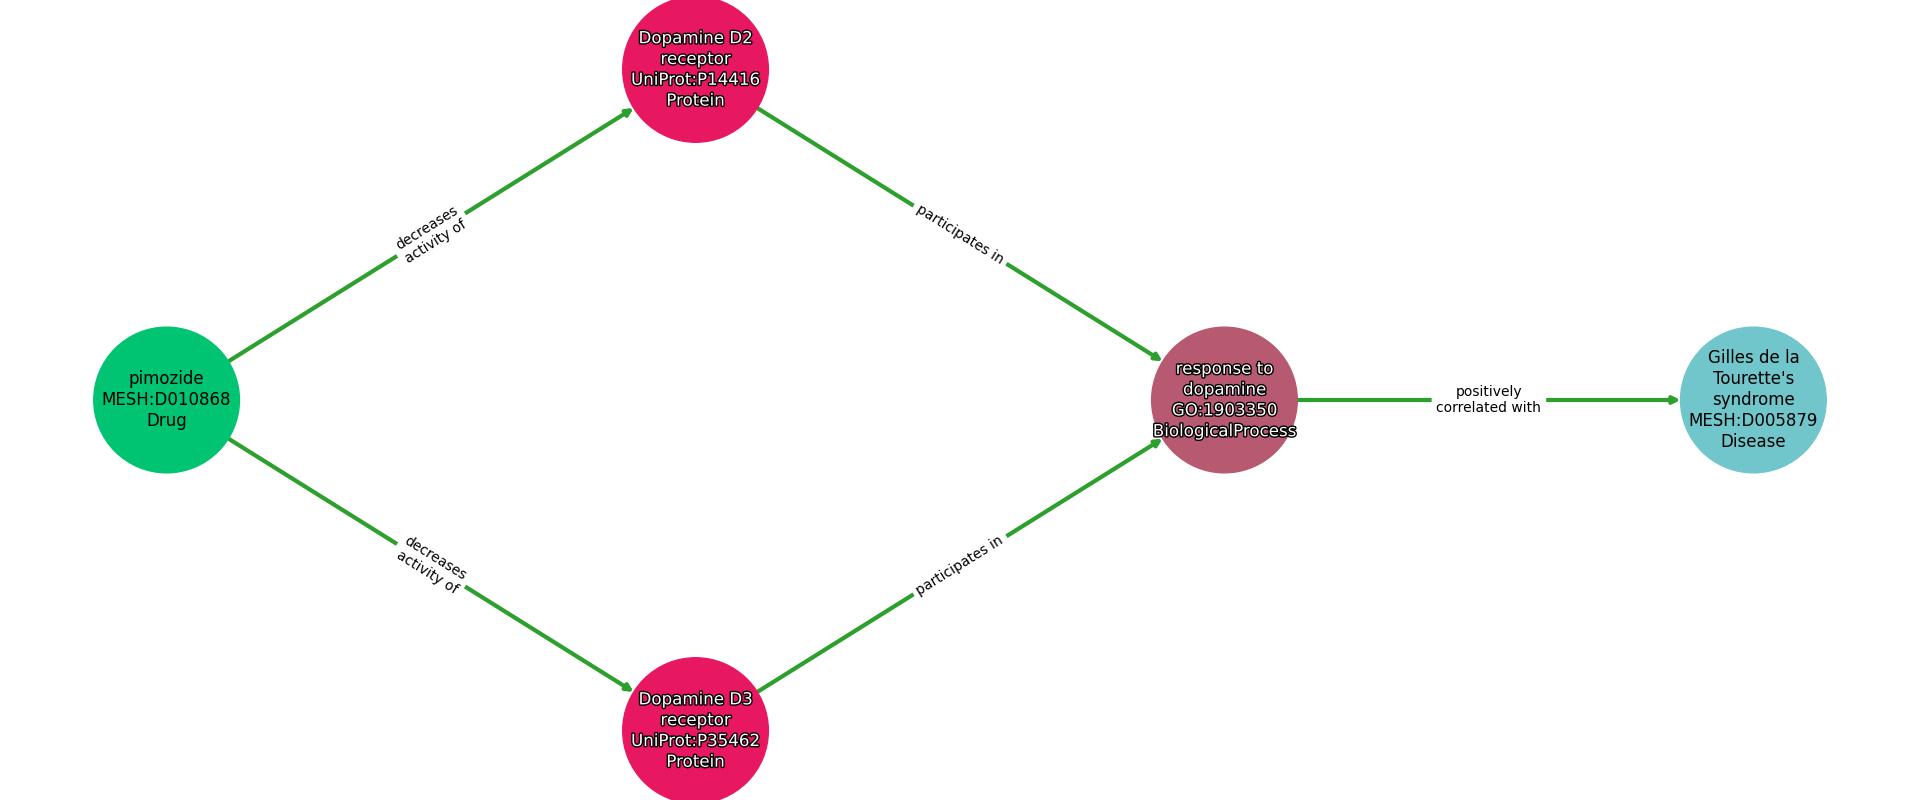 Dopamine D2
receptor
UniProt:P14416
Protein
decreases
activity of
participates in
pimozide
MESH:D010868
Drug
response to
dopamine
GO:1903350
BiologicalProcess
positively
correlated with
Gilles de la
Tourette's
syndrome
MESH:D005879
Disease
decreases
activity of
participates in
Dopamine D3
receptor
UniProt:P35462
Protein